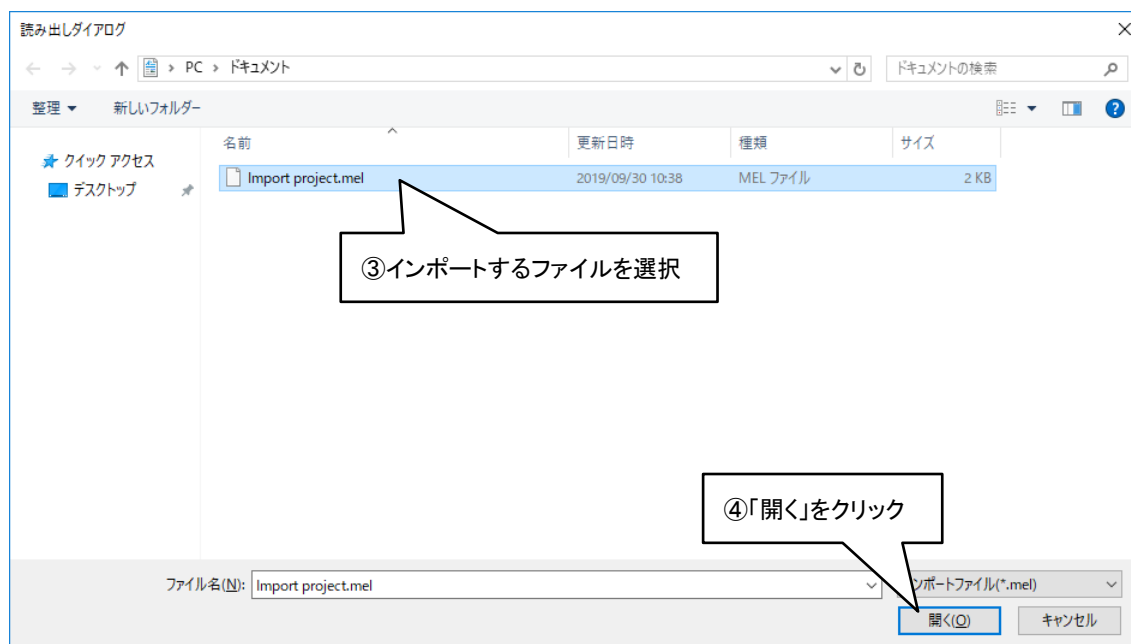 読み出しダイアログ
PC › ドキュメント
ドキュメントの検索
整理
新しいフォルダー
名前 更新日時 種類 サイズ
クイック アクセス
デスクトップ
Import project.mel 2019/09/30 10:38 MEL ファイル 2 KB
③インポートするファイルを選択
④「開く」をクリック
ファイル名(N): Import project.mel
ンポートファイル(*.mel)
開く(O) キャンセル